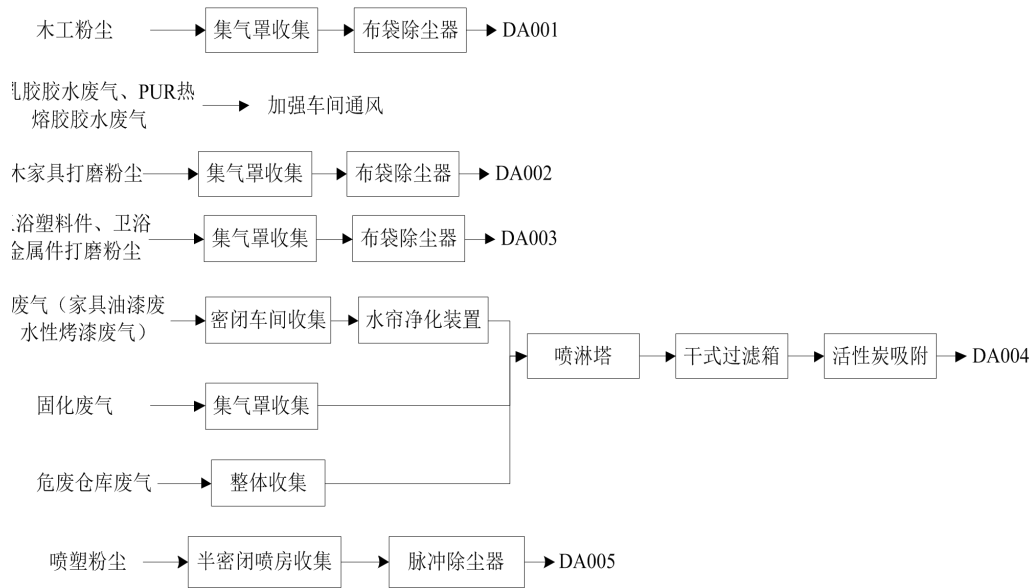 木工粉尘 集气罩收集 布袋除尘器 DA001
胶胶水废气、PUR热
熔胶胶水废气 加强车间通风
木家具打磨粉尘 集气罩收集 布袋除尘器 DA002
浴塑料件、卫浴
金属件打磨粉尘 集气罩收集 布袋除尘器 DA003
废气（家具油漆废
水性烤漆废气） 密闭车间收集 水帘净化装置
喷淋塔 干式过滤箱 活性炭吸附 DA004
固化废气 集气罩收集
危废仓库废气 整体收集
喷塑粉尘 半密闭喷房收集 脉冲除尘器 DA005